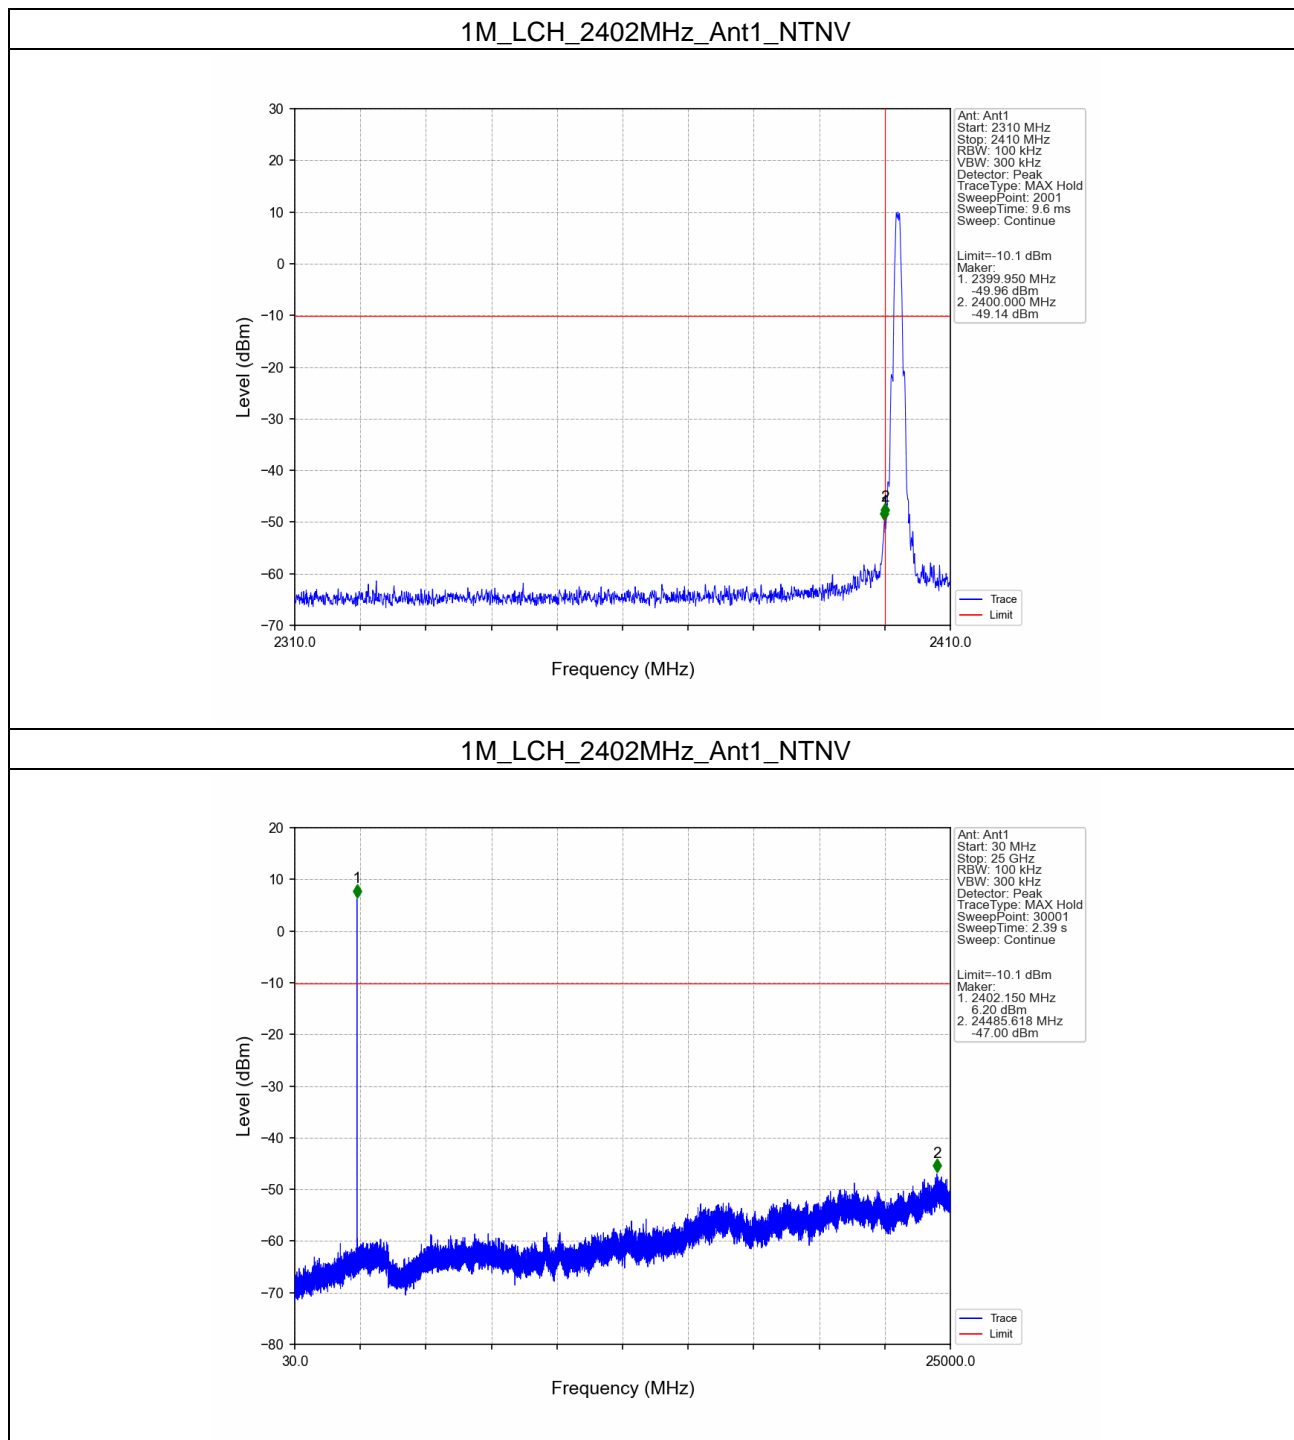 1M_LCH_2402MHz_Ant1_NTNV
30
20
10
0
−10
−20
−30
−40
−50
−60
−70
Level (dBm)
2310.0
2410.0
Frequency (MHz)
2
Ant: Ant1
Start: 2310 MHz
Stop: 2410 MHz
RBW: 100 kHz
VBW: 300 kHz
Detector: Peak
TraceType: MAX Hold
SweepPoint: 2001
SweepTime: 9.6 ms
Sweep: Continue
Limit=-10.1 dBm
Maker:
1. 2399.950 MHz
-49.96 dBm
2. 2400.000 MHz
-49.14 dBm
Trace
Limit
1M_LCH_2402MHz_Ant1_NTNV
20
10
0
−10
−20
−30
−40
−50
−60
−70
−80
Level (dBm)
30.0
25000.0
Frequency (MHz)
1
2
Ant: Ant1
Start: 30 MHz
Stop: 25 GHz
RBW: 100 kHz
VBW: 300 kHz
Detector: Peak
TraceType: MAX Hold
SweepPoint: 30001
SweepTime: 2.39 s
Sweep: Continue
Limit=-10.1 dBm
Maker:
1. 2402.150 MHz
6.20 dBm
2. 24485.618 MHz
-47.00 dBm
Trace
Limit